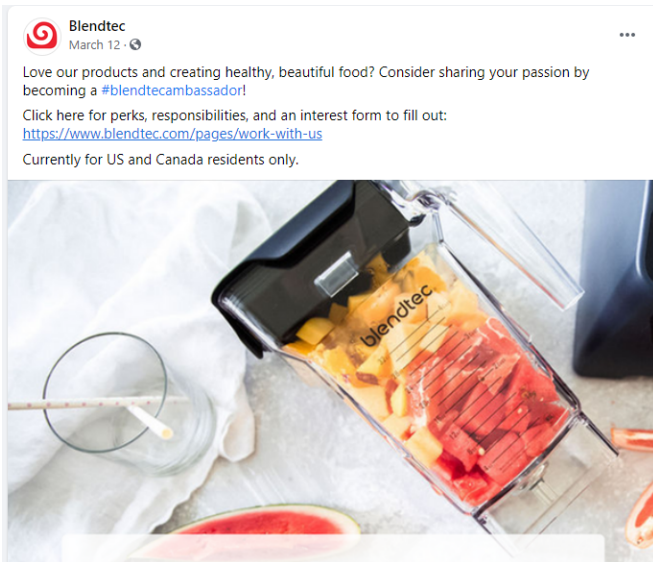 Blendtec
March 12 ·
Love our products and creating healthy, beautiful food? Consider sharing your passion by
becoming a #blendtecambassador!
Click here for perks, responsibilities, and an interest form to fill out:
https://www.blendtec.com/pages/work-with-us
Currently for US and Canada residents only.
blendtec